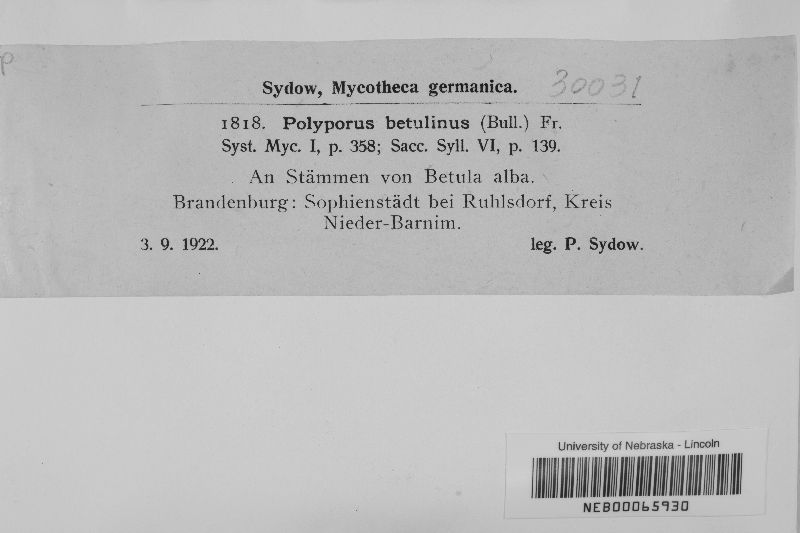 p
Sydow, Mycotheca germanica. 30031
1818. Polyporus betulinus (Bull.) Fr.
Syst. Myc. I, p. 358; Sacc. Syll. VI, p. 139.
An Stämmen von Betula alba.
Brandenburg: Sophienstädt bei Ruhlsdorf, Kreis
Nieder-Barnim.
3. 9. 1922. leg. P. Sydow.
University of Nebraska - Lincoln
NEB00065930